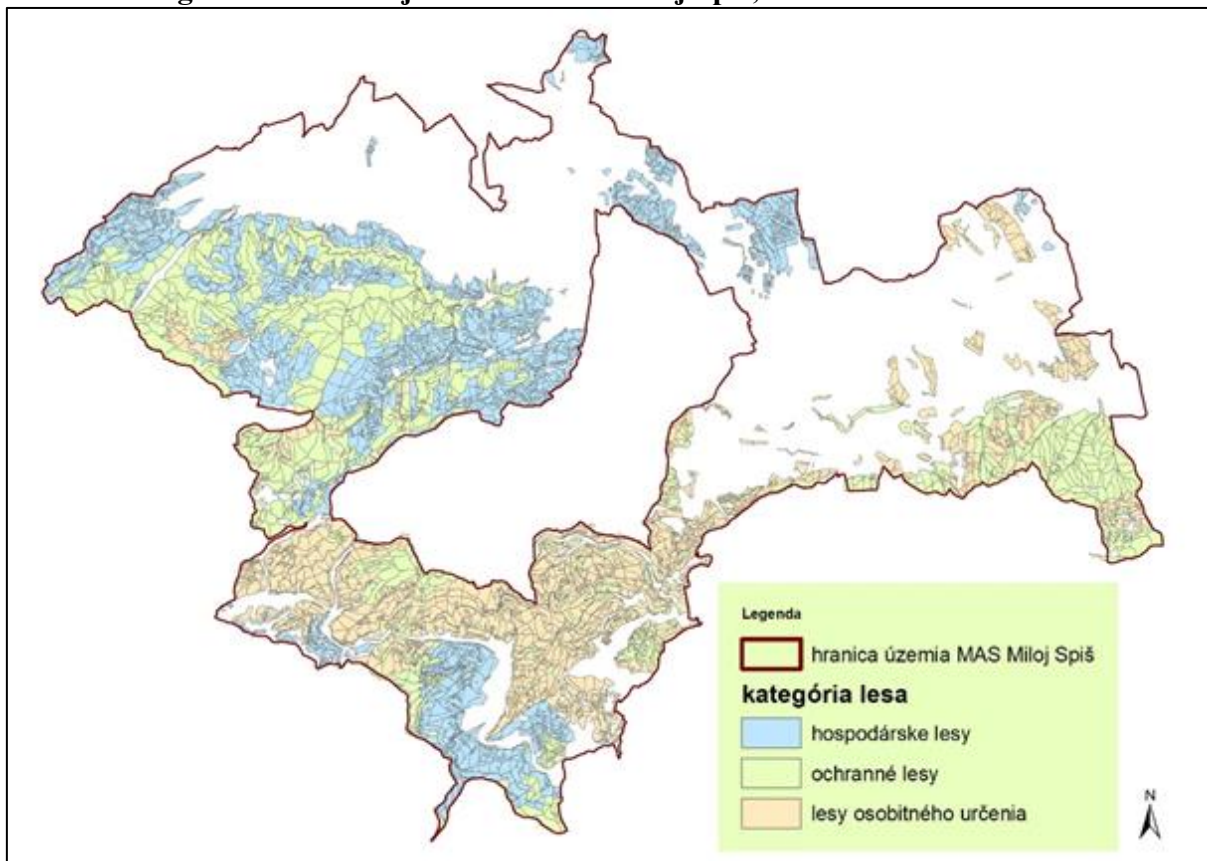 Legenda
hranica územia MAS Miloj Spiš
kategória lesa
hospodárske lesy
ochranné lesy
lesy osobitného určenia
N